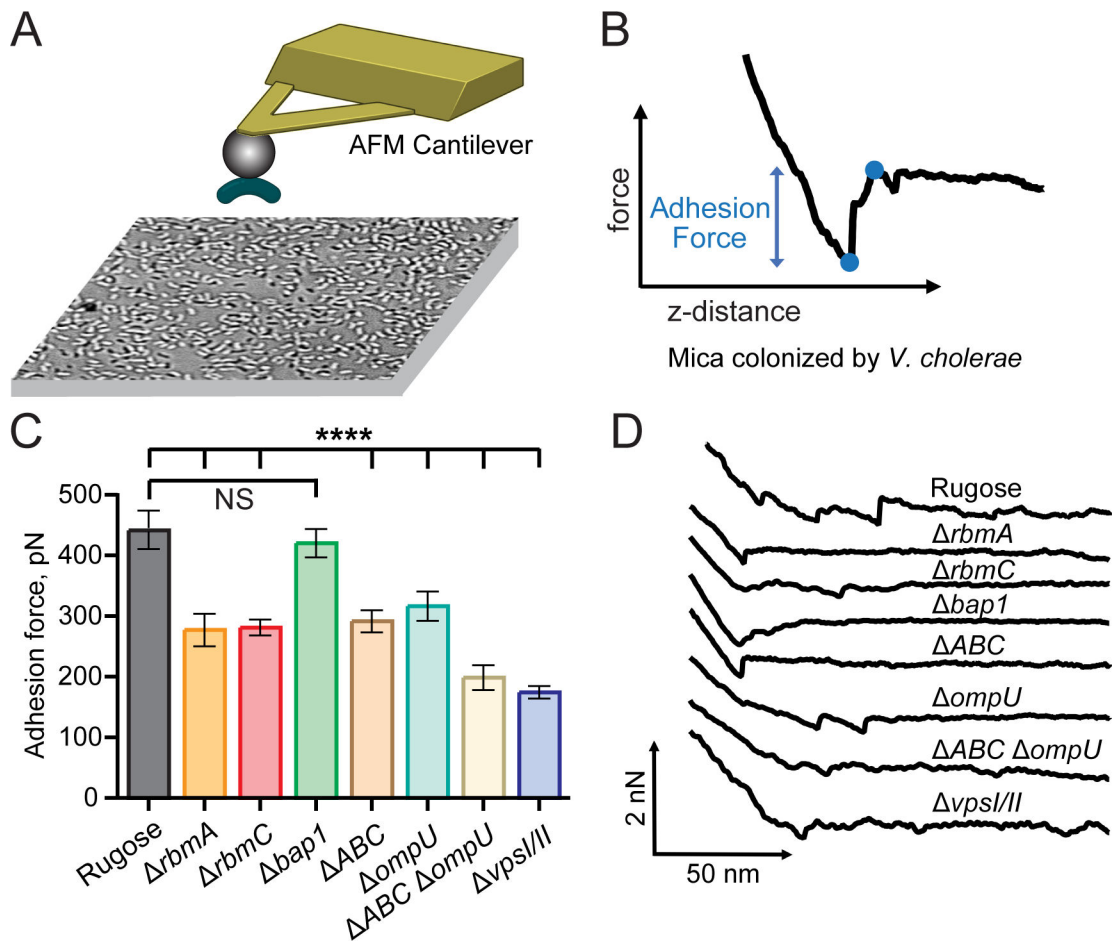 A
AFM Cantilever
B
force
Adhesion
Force
z-distance
Mica colonized by V. cholerae
C
****
NS
Adhesion force, pN
500
400
300
200
100
0
Rugose
ΔrbmA
ΔrbmC
Δbap1
ΔABC
ΔompU
ΔABC ΔompU
ΔvpsI/II
D
Rugose
ΔrbmA
ΔrbmC
Δbap1
ΔABC
ΔompU
ΔABC ΔompU
ΔvpsI/II
2 nN
50 nm